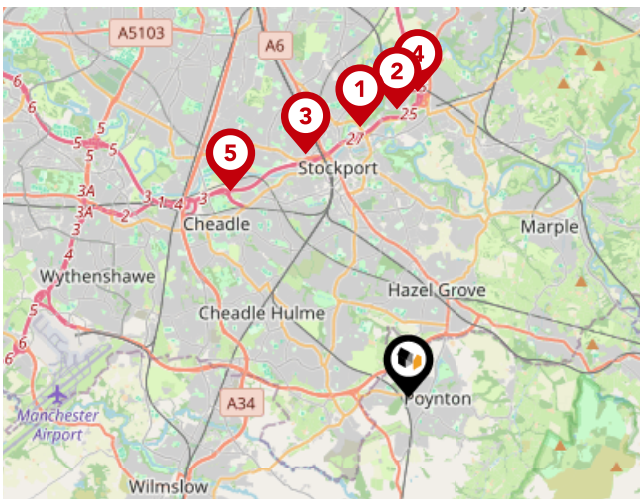 A5103
A6
4
2
1
3
5
6
6
5
5
5
25
27
Stockport
3A
3A
3
1
4
3
2
3
4
Cheadle
Marple
Wythenshawe
Hazel Grove
5
6
6
Cheadle Hulme
A34
Poynton
Manchester
Airport
Wilmslow